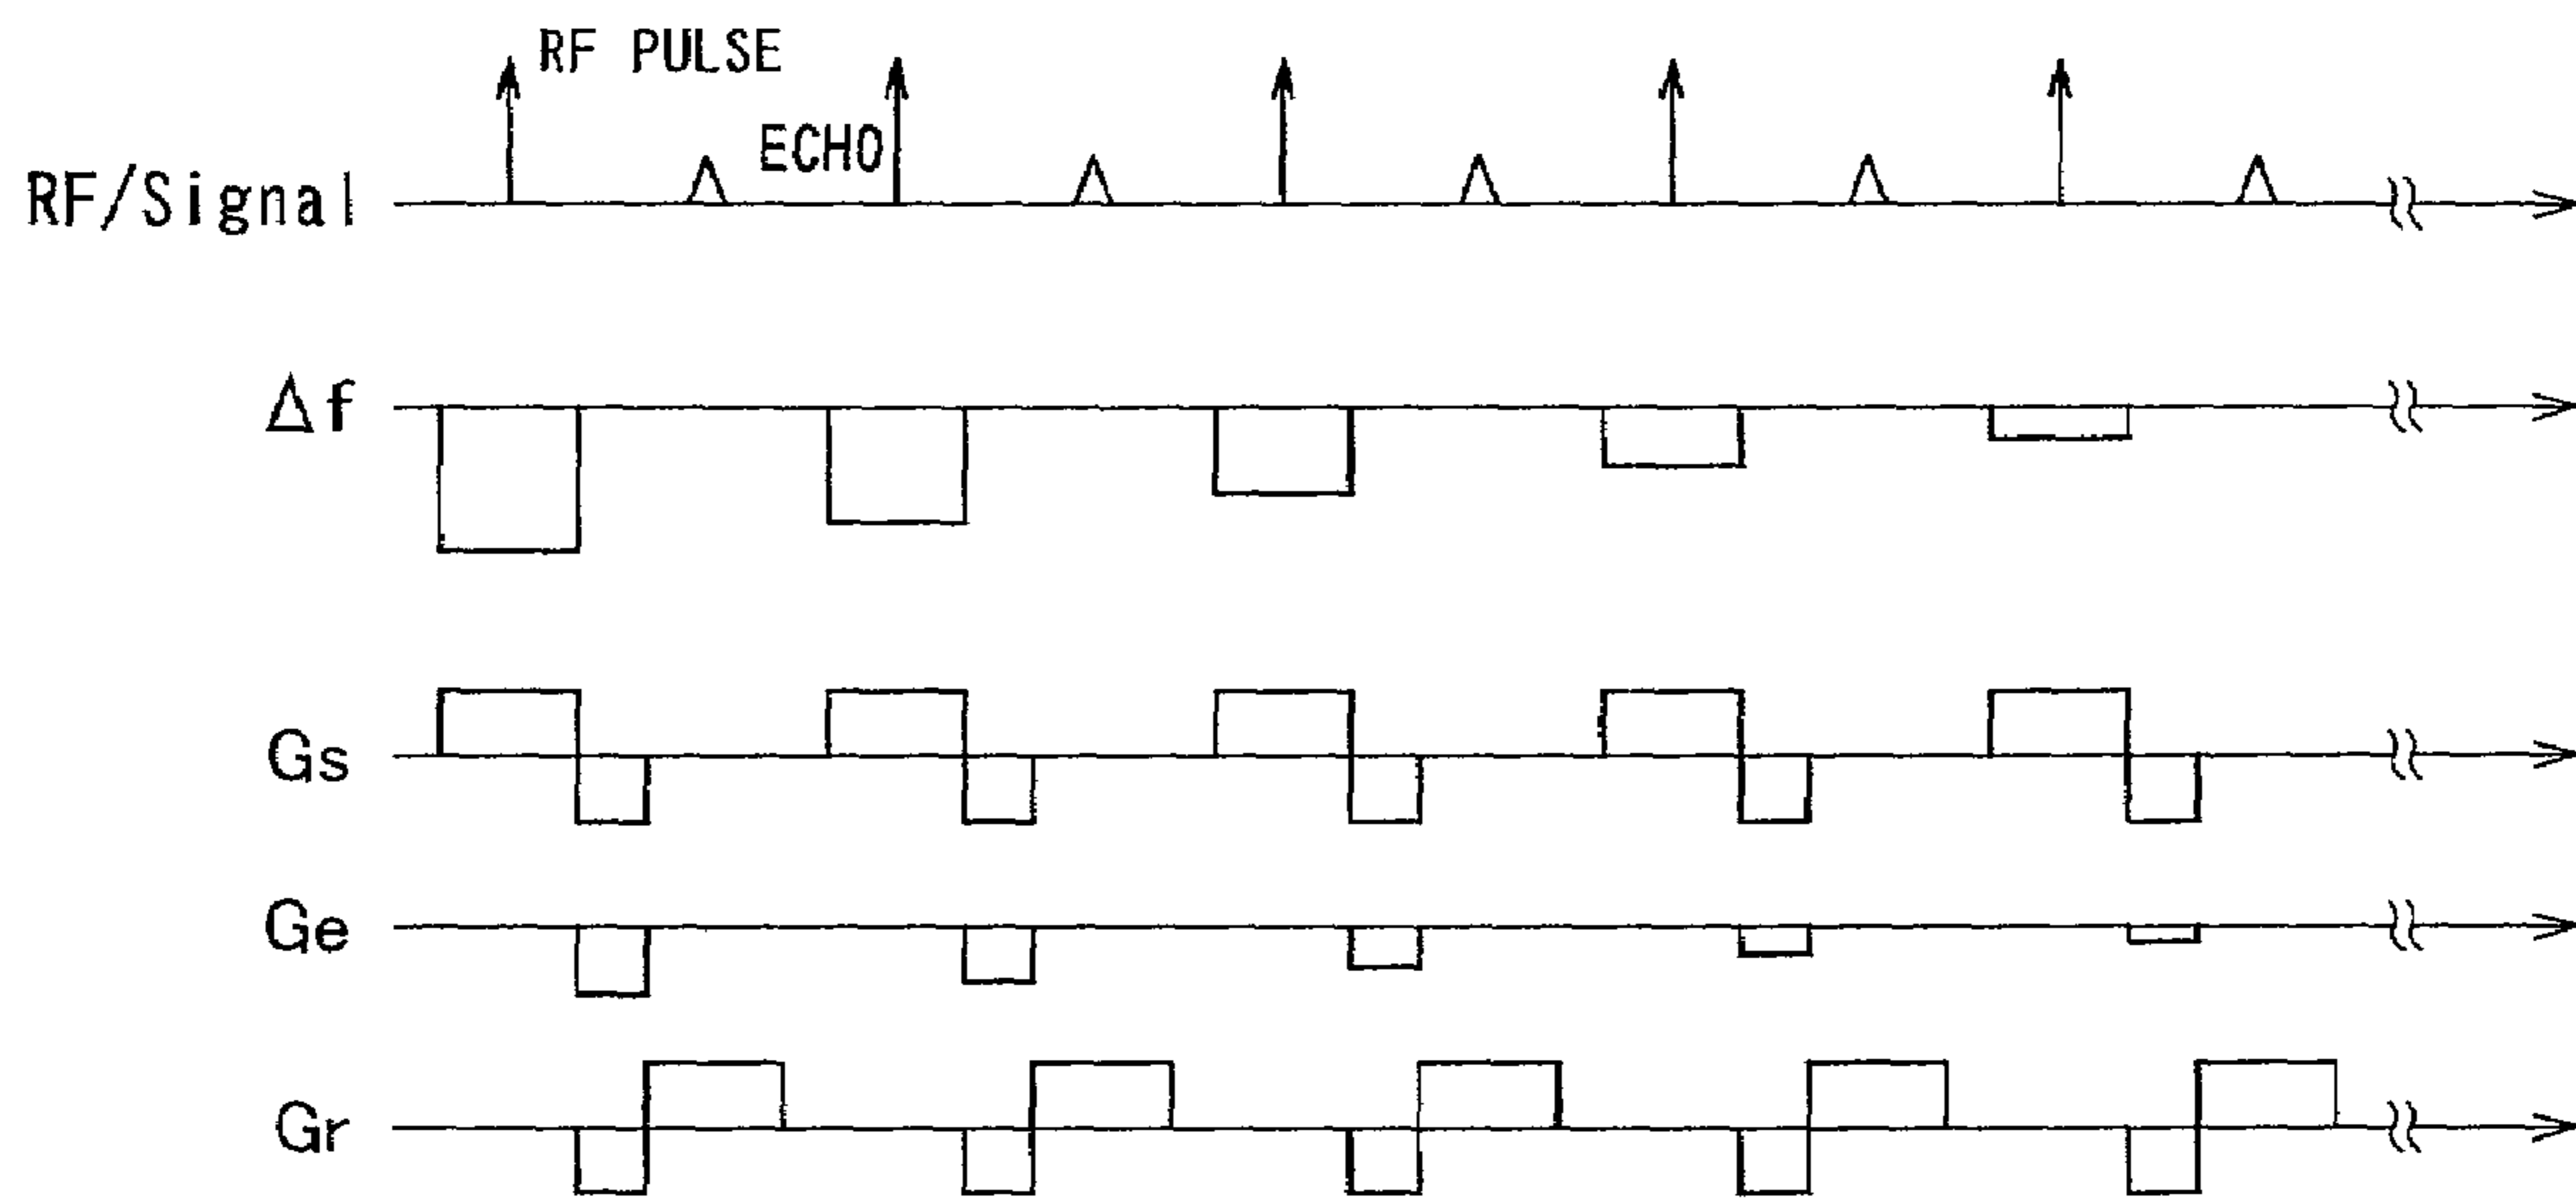 RF PULSE
ECHO
RF/Signal
Δf
Gs
Ge
Gr